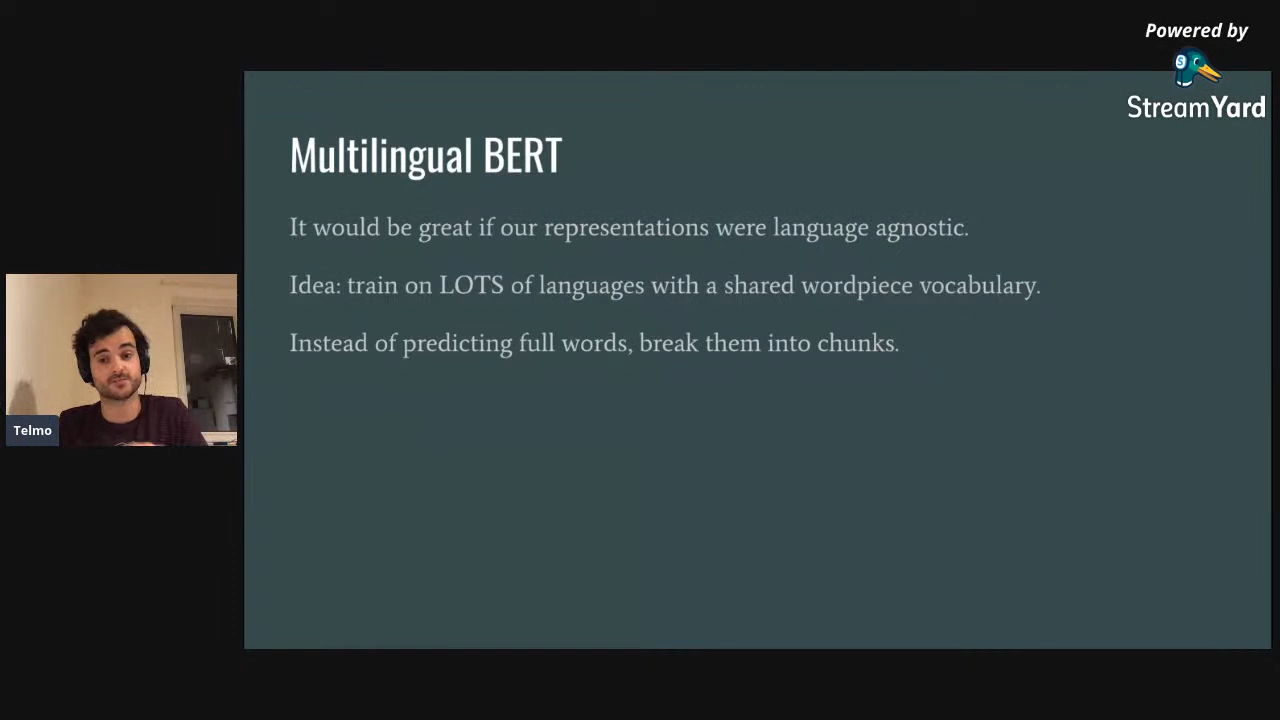 Powered by
StreamYard
Multilingual BERT
It would be great if our representations were language agnostic.
Idea: train on LOTS of languages with a shared wordpiece vocabulary.
Instead of predicting full words, break them into chunks.
Telmo